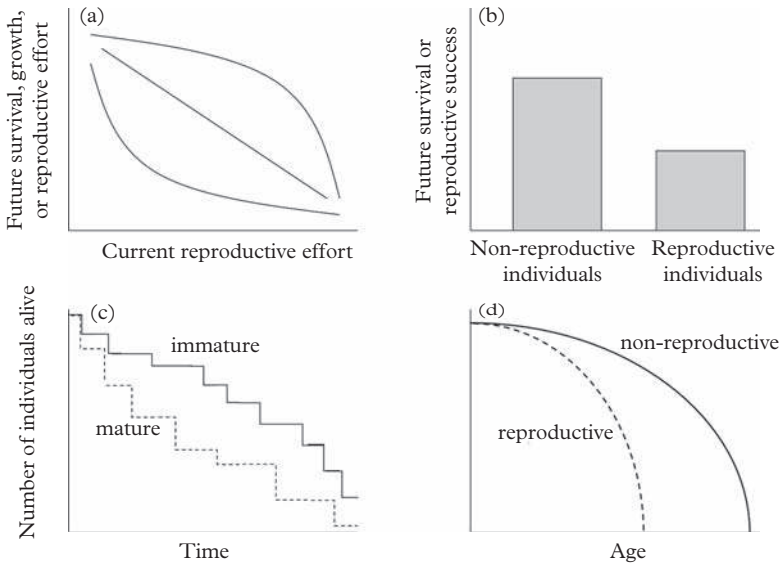 (a)
Future survival, growth,
or reproductive effort
Current reproductive effort
(b)
Future survival or
reproductive success
Non-reproductive
individuals
Reproductive
individuals
(c)
Number of individuals alive
immature
mature
Time
(d)
non-reproductive
reproductive
Age